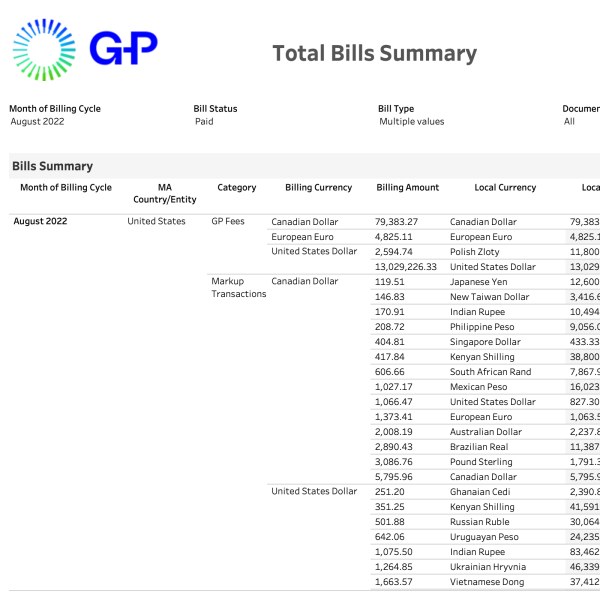 G-P
Total Bills Summary
Month of Billing Cycle Bill Status Bill Type
August 2022 Paid Multiple values All
Bills Summary
Month of Billing Cycle MA Category Billing Currency Billing Amount Local Currency
Country/Entity
August 2022 United States GP Fees Canadian Dollar 79,383.27 Canadian Dollar 79,383
European Euro 4,825.11 European Euro 4,825.1
United States Dollar 2,594.74 Polish Zloty 11,800
13,029,226.33 United States Dollar 13,029
Markup Canadian Dollar 119.51 Japanese Yen 12,600
Transactions 146.83 New Taiwan Dollar 3,416.6
170.91 Indian Rupee 10,494
208.72 Philippine Peso 9,056.0
404.81 Singapore Dollar 433.33
417.84 Kenyan Shilling 38,800
606.66 South African Rand 7,867.9
1,027.17 Mexican Peso 16,023
1,066.47 United States Dollar 827.30
1,373.41 European Euro 1,063.5
2,008.19 Australian Dollar 2,237.8
2,890.43 Brazilian Real 11,387
3,086.76 Pound Sterling 1,791.3
5,795.96 Canadian Dollar 5,795.9
United States Dollar 251.20 Ghanaian Cedi 2,390.8
351.25 Kenyan Shilling 41,591
501.88 Russian Ruble 30,064
642.06 Uruguayan Peso 24,235
1,075.50 Indian Rupee 83,462
1,264.85 Ukrainian Hryvnia 46,339
1,663.57 Vietnamese Dong 37,412